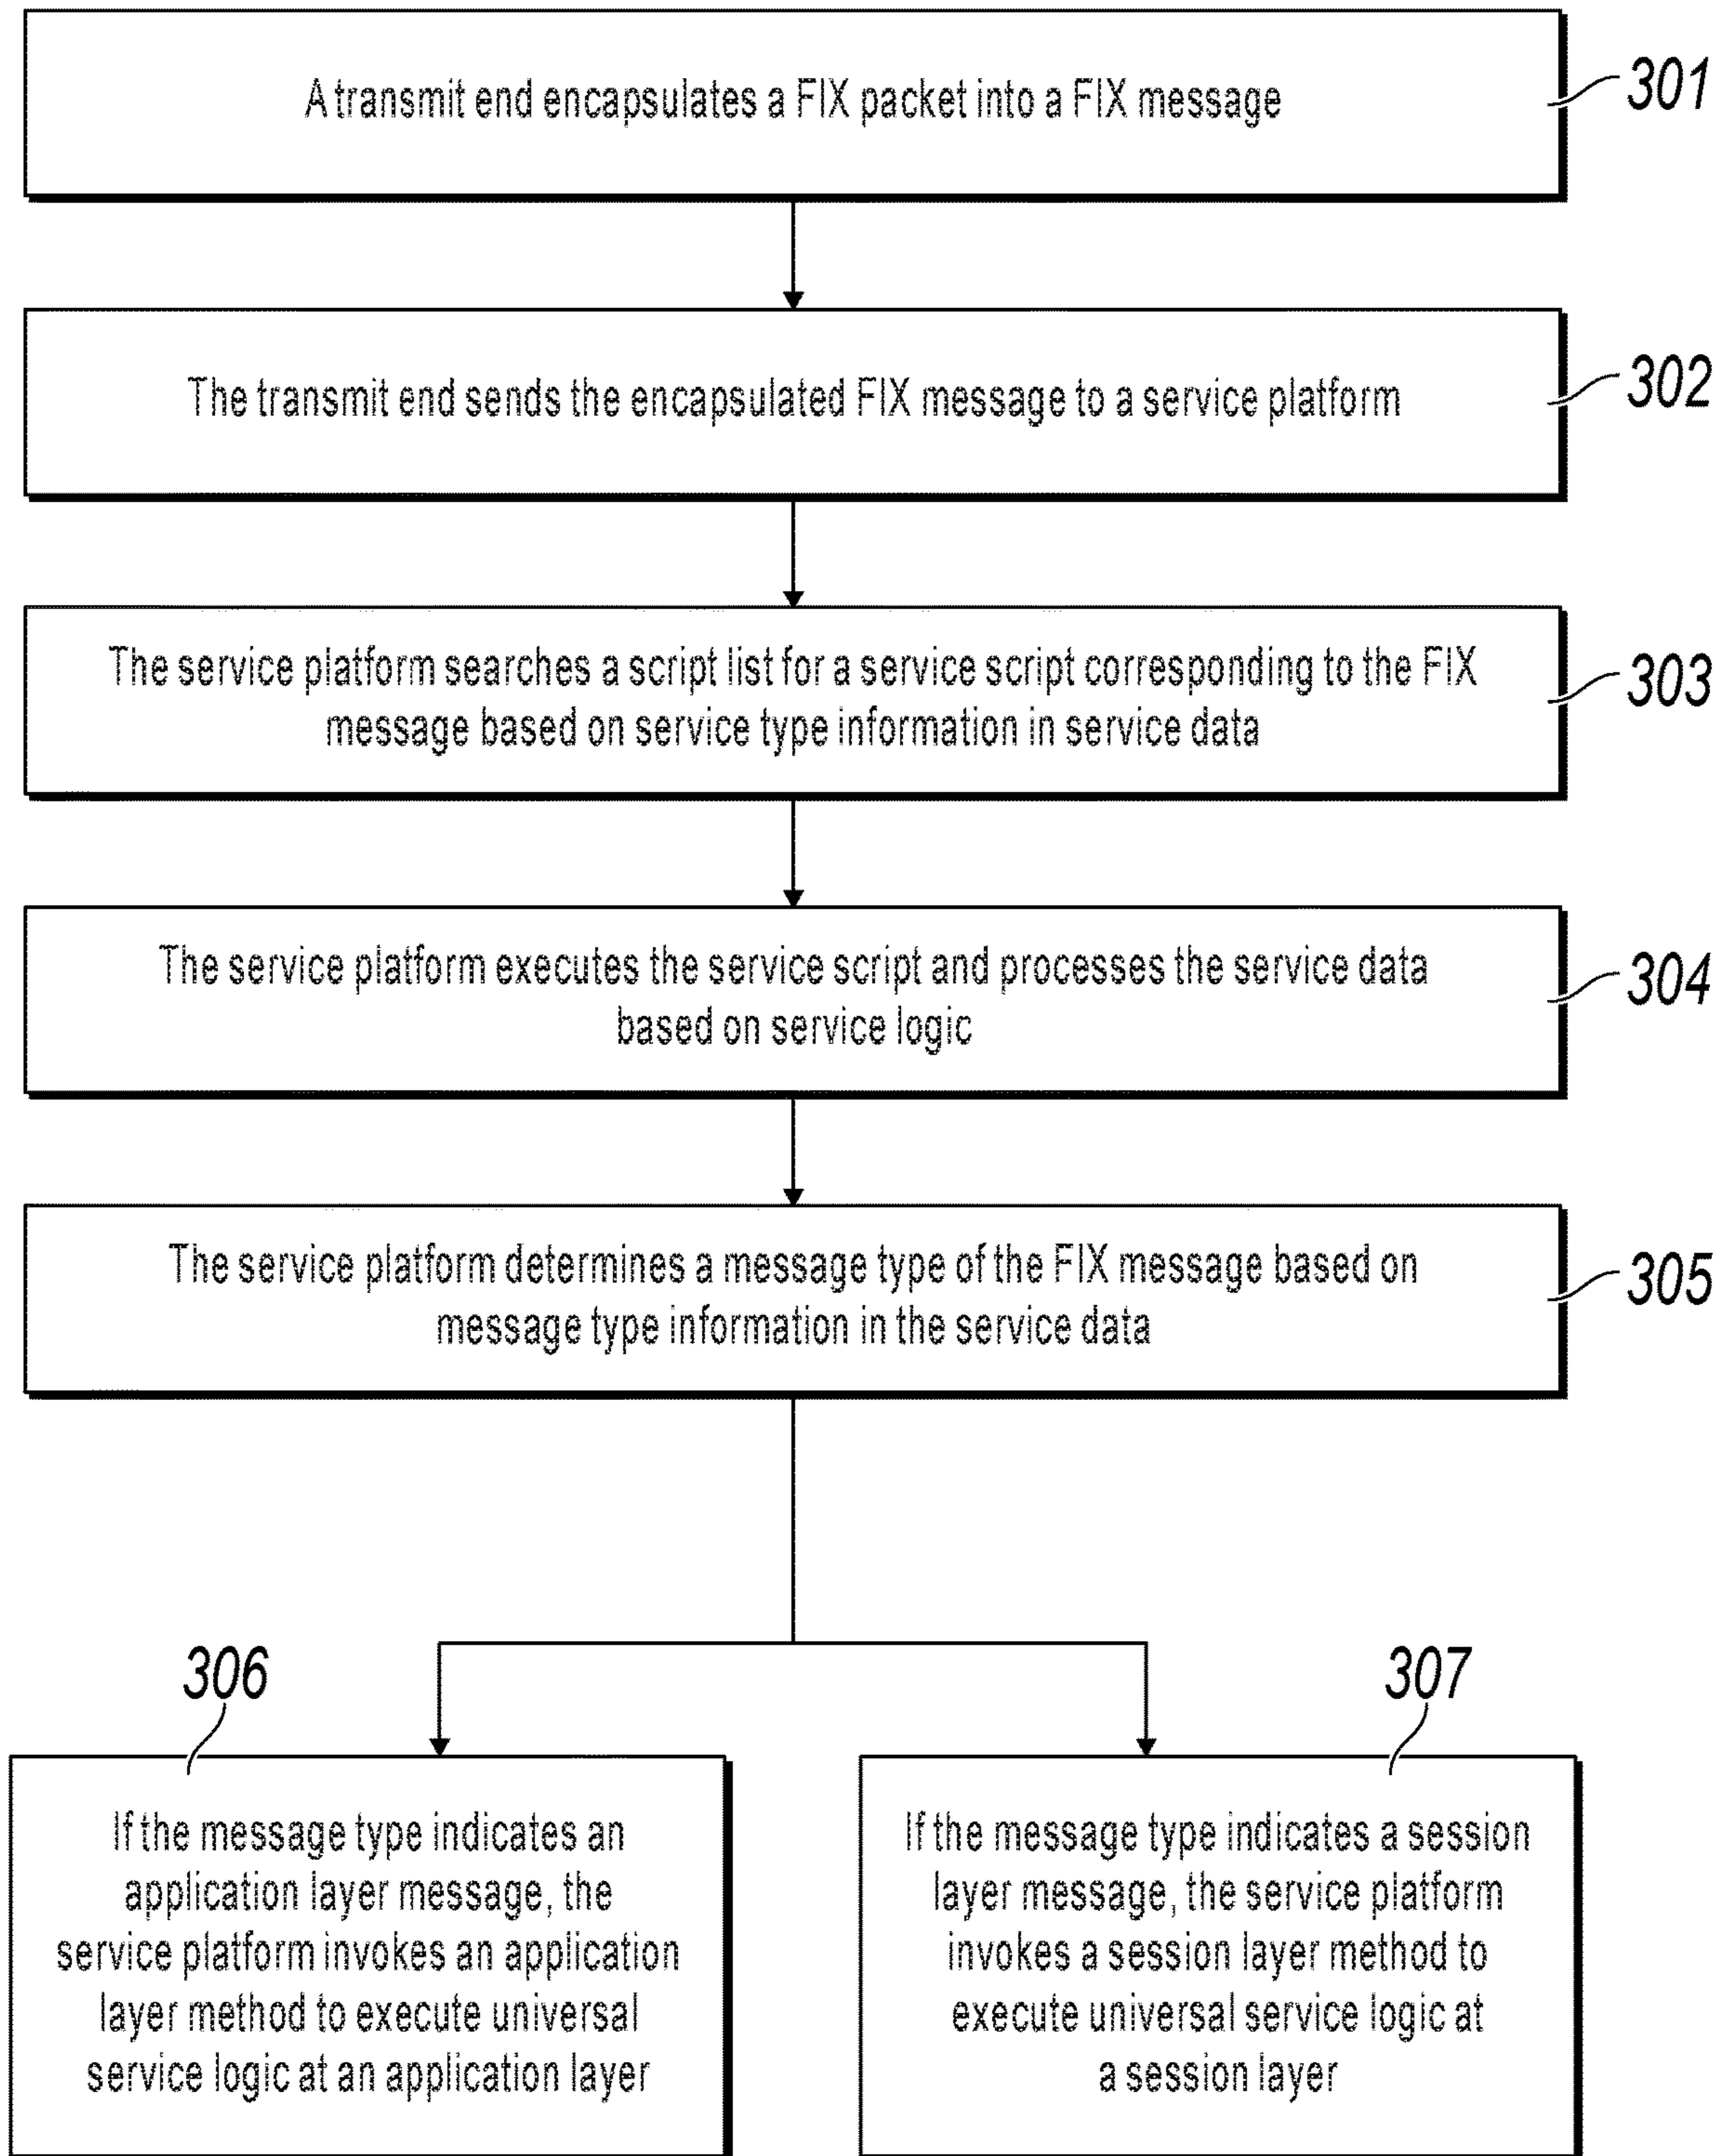 A transmit end encapsulates a FIX packet into a FIX message
301
The transmit end sends the encapsulated FIX message to a service platform
302
The service platform searches a script list for a service script corresponding to the FIX
message based on service type information in service data
303
The service platform executes the service script and processes the service data
based on service logic
304
The service platform determines a message type of the FIX message based on
message type information in the service data
305
306
If the message type indicates an
application layer message, the
service platform invokes an application
layer method to execute universal
service logic at an application layer
307
If the message type indicates a session
layer message, the service platform
invokes a session layer method to
execute universal service logic at
a session layer